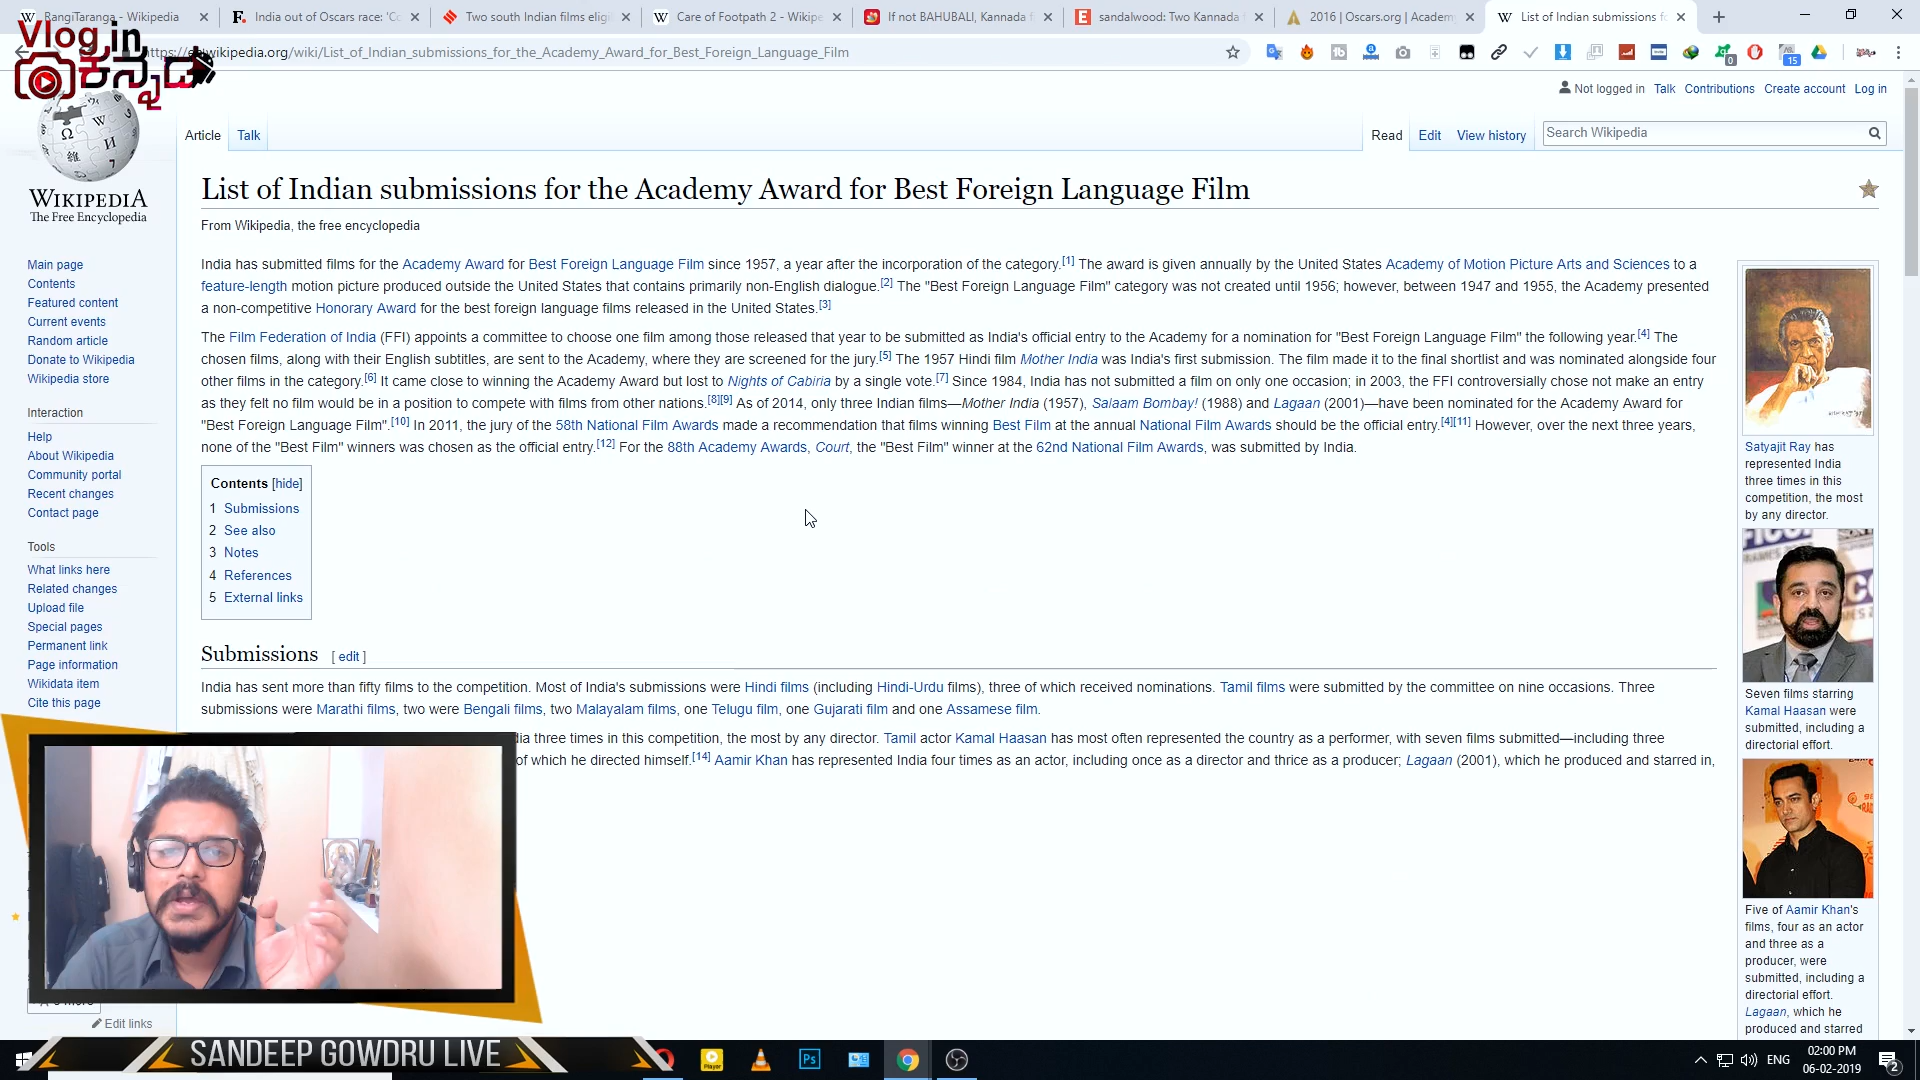 RangiTaranga - Wikipedia
India out of Oscars race: 'Co
Two south Indian films eligi
Care of Footpath 2 - Wikipe
If not BAHUBALI, Kannada f
sandalwood: Two Kannada
2016 | Oscars.org | Academ
List of Indian submissions fo
Vlog in
ಕನ್ನಡ
wikipedia.org/wiki/List_of_Indian_submissions_for_the_Academy_Award_for_Best_Foreign_Language_Film
Not logged in Talk Contributions Create account Log in
Article Talk
Read Edit View history
Search Wikipedia
WIKIPEDIA
The Free Encyclopedia
Main page
Contents
Featured content
Current events
Random article
Donate to Wikipedia
Wikipedia store
Interaction
Help
About Wikipedia
Community portal
Recent changes
Contact page
Tools
What links here
Related changes
Upload file
Special pages
Permanent link
Page information
Wikidata item
Cite this page
Edit links
List of Indian submissions for the Academy Award for Best Foreign Language Film
From Wikipedia, the free encyclopedia
India has submitted films for the Academy Award for Best Foreign Language Film since 1957, a year after the incorporation of the category.[1] The award is given annually by the United States Academy of Motion Picture Arts and Sciences to a
feature-length motion picture produced outside the United States that contains primarily non-English dialogue.[2] The "Best Foreign Language Film" category was not created until 1956; however, between 1947 and 1955, the Academy presented
a non-competitive Honorary Award for the best foreign language films released in the United States.[3]
The Film Federation of India (FFI) appoints a committee to choose one film among those released that year to be submitted as India's official entry to the Academy for a nomination for "Best Foreign Language Film" the following year.[4] The
chosen films, along with their English subtitles, are sent to the Academy, where they are screened for the jury.[5] The 1957 Hindi film Mother India was India's first submission. The film made it to the final shortlist and was nominated alongside four
other films in the category.[6] It came close to winning the Academy Award but lost to Nights of Cabiria by a single vote.[7] Since 1984, India has not submitted a film on only one occasion; in 2003, the FFI controversially chose not make an entry
as they felt no film would be in a position to compete with films from other nations.[8][9] As of 2014, only three Indian films—Mother India (1957), Salaam Bombay! (1988) and Lagaan (2001)—have been nominated for the Academy Award for
"Best Foreign Language Film".[10] In 2011, the jury of the 58th National Film Awards made a recommendation that films winning Best Film at the annual National Film Awards should be the official entry.[4][11] However, over the next three years,
none of the "Best Film" winners was chosen as the official entry.[12] For the 88th Academy Awards, Court, the "Best Film" winner at the 62nd National Film Awards, was submitted by India.
Contents [hide]
1 Submissions
2 See also
3 Notes
4 References
5 External links
Submissions [ edit ]
India has sent more than fifty films to the competition. Most of India's submissions were Hindi films (including Hindi-Urdu films), three of which received nominations. Tamil films were submitted by the committee on nine occasions. Three
submissions were Marathi films, two were Bengali films, two Malayalam films, one Telugu film, one Gujarati film and one Assamese film.
dia three times in this competition, the most by any director. Tamil actor Kamal Haasan has most often represented the country as a performer, with seven films submitted—including three
of which he directed himself.[14] Aamir Khan has represented India four times as an actor, including once as a director and thrice as a producer; Lagaan (2001), which he produced and starred in,
Satyajit Ray has
represented India
three times in this
competition, the most
by any director.
Seven films starring
Kamal Haasan were
submitted, including a
directorial effort.
Five of Aamir Khan's
films, four as an actor
and three as a
producer, were
submitted, including a
directorial effort.
Lagaan, which he
produced and starred
SANDEEP GOWDRU LIVE
Ps
ENG
02:00 PM
06-02-2019
2